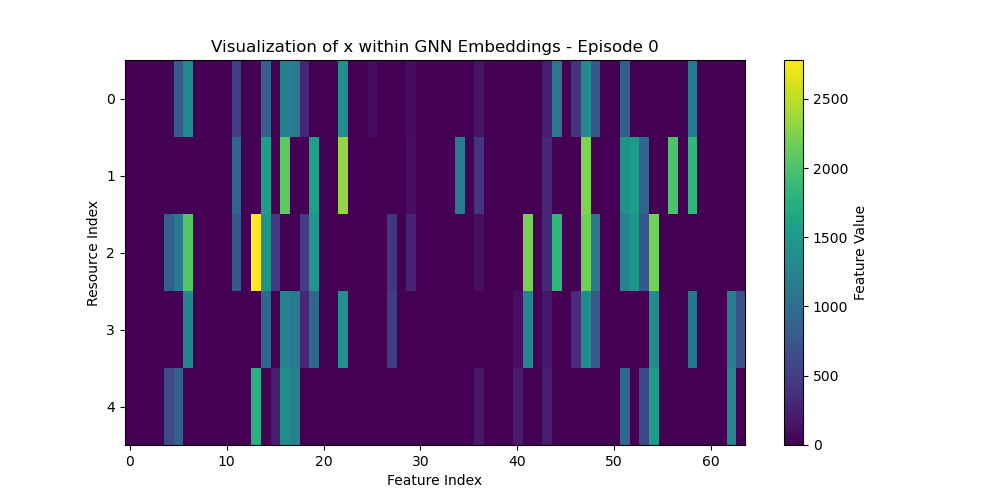 Visualization of x within GNN Embeddings - Episode 0
Resource Index
0
1
2
3
4
0 10 20 30 40 50 60
Feature Index
2500
2000
1500
1000
500
0
Feature Value